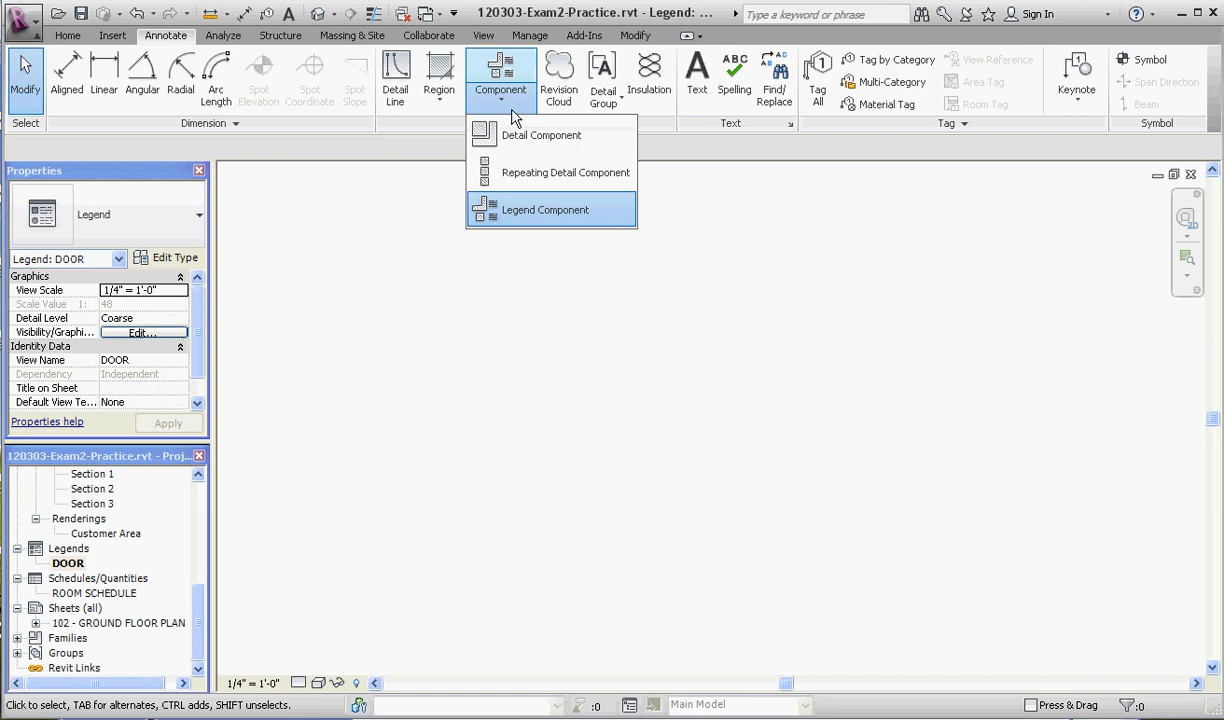 120303-Exam2-Practice.rvt - Legend: ...
Type a keyword or phrase
Sign In
Home
Insert
Annotate
Analyze
Structure
Massing & Site
Collaborate
View
Manage
Add-Ins
Modify
Modify
Aligned
Linear
Angular
Radial
Arc
Length
Spot
Elevation
Spot
Coordinate
Spot
Slope
Detail
Line
Region
Component
Revision
Cloud
Detail
Group
Insulation
ABC
Text
Spelling
Find/
Replace
Tag
All
Tag by Category
Multi-Category
Material Tag
View Reference
Area Tag
Room Tag
Keynote
Symbol
Span Direction
Beam
Select
Dimension
Text
Tag
Symbol
Detail Component
Repeating Detail Component
Legend Component
Properties
Legend
Legend: DOOR
Edit Type
Graphics
View Scale
1/4" = 1'-0"
Scale Value 1:
48
Detail Level
Coarse
Visibility/Graphi...
Edit...
Identity Data
View Name
DOOR
Dependency
Independent
Title on Sheet
Default View Te...
None
Properties help
Apply
120303-Exam2-Practice.rvt - Proj...
Section 1
Section 2
Section 3
Renderings
Customer Area
Legends
DOOR
Schedules/Quantities
ROOM SCHEDULE
Sheets (all)
102 - GROUND FLOOR PLAN
Families
Groups
Revit Links
2D
1/4" = 1'-0"
Click to select, TAB for alternates, CTRL adds, SHIFT unselects.
:0
Main Model
Press & Drag
:0